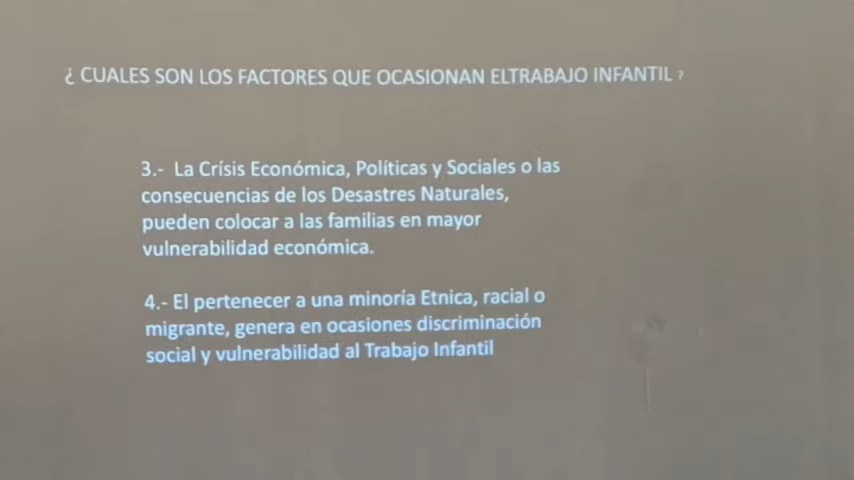 ¿ CUALES SON LOS FACTORES QUE OCASIONAN ELTRABAJO INFANTIL ?
3.- La Crísis Económica, Políticas y Sociales o las
consecuencias de los Desastres Naturales,
pueden colocar a las familias en mayor
vulnerabilidad económica.
4.- El pertenecer a una minoría Etnica, racial o
migrante, genera en ocasiones discriminación
social y vulnerabilidad al Trabajo Infantil